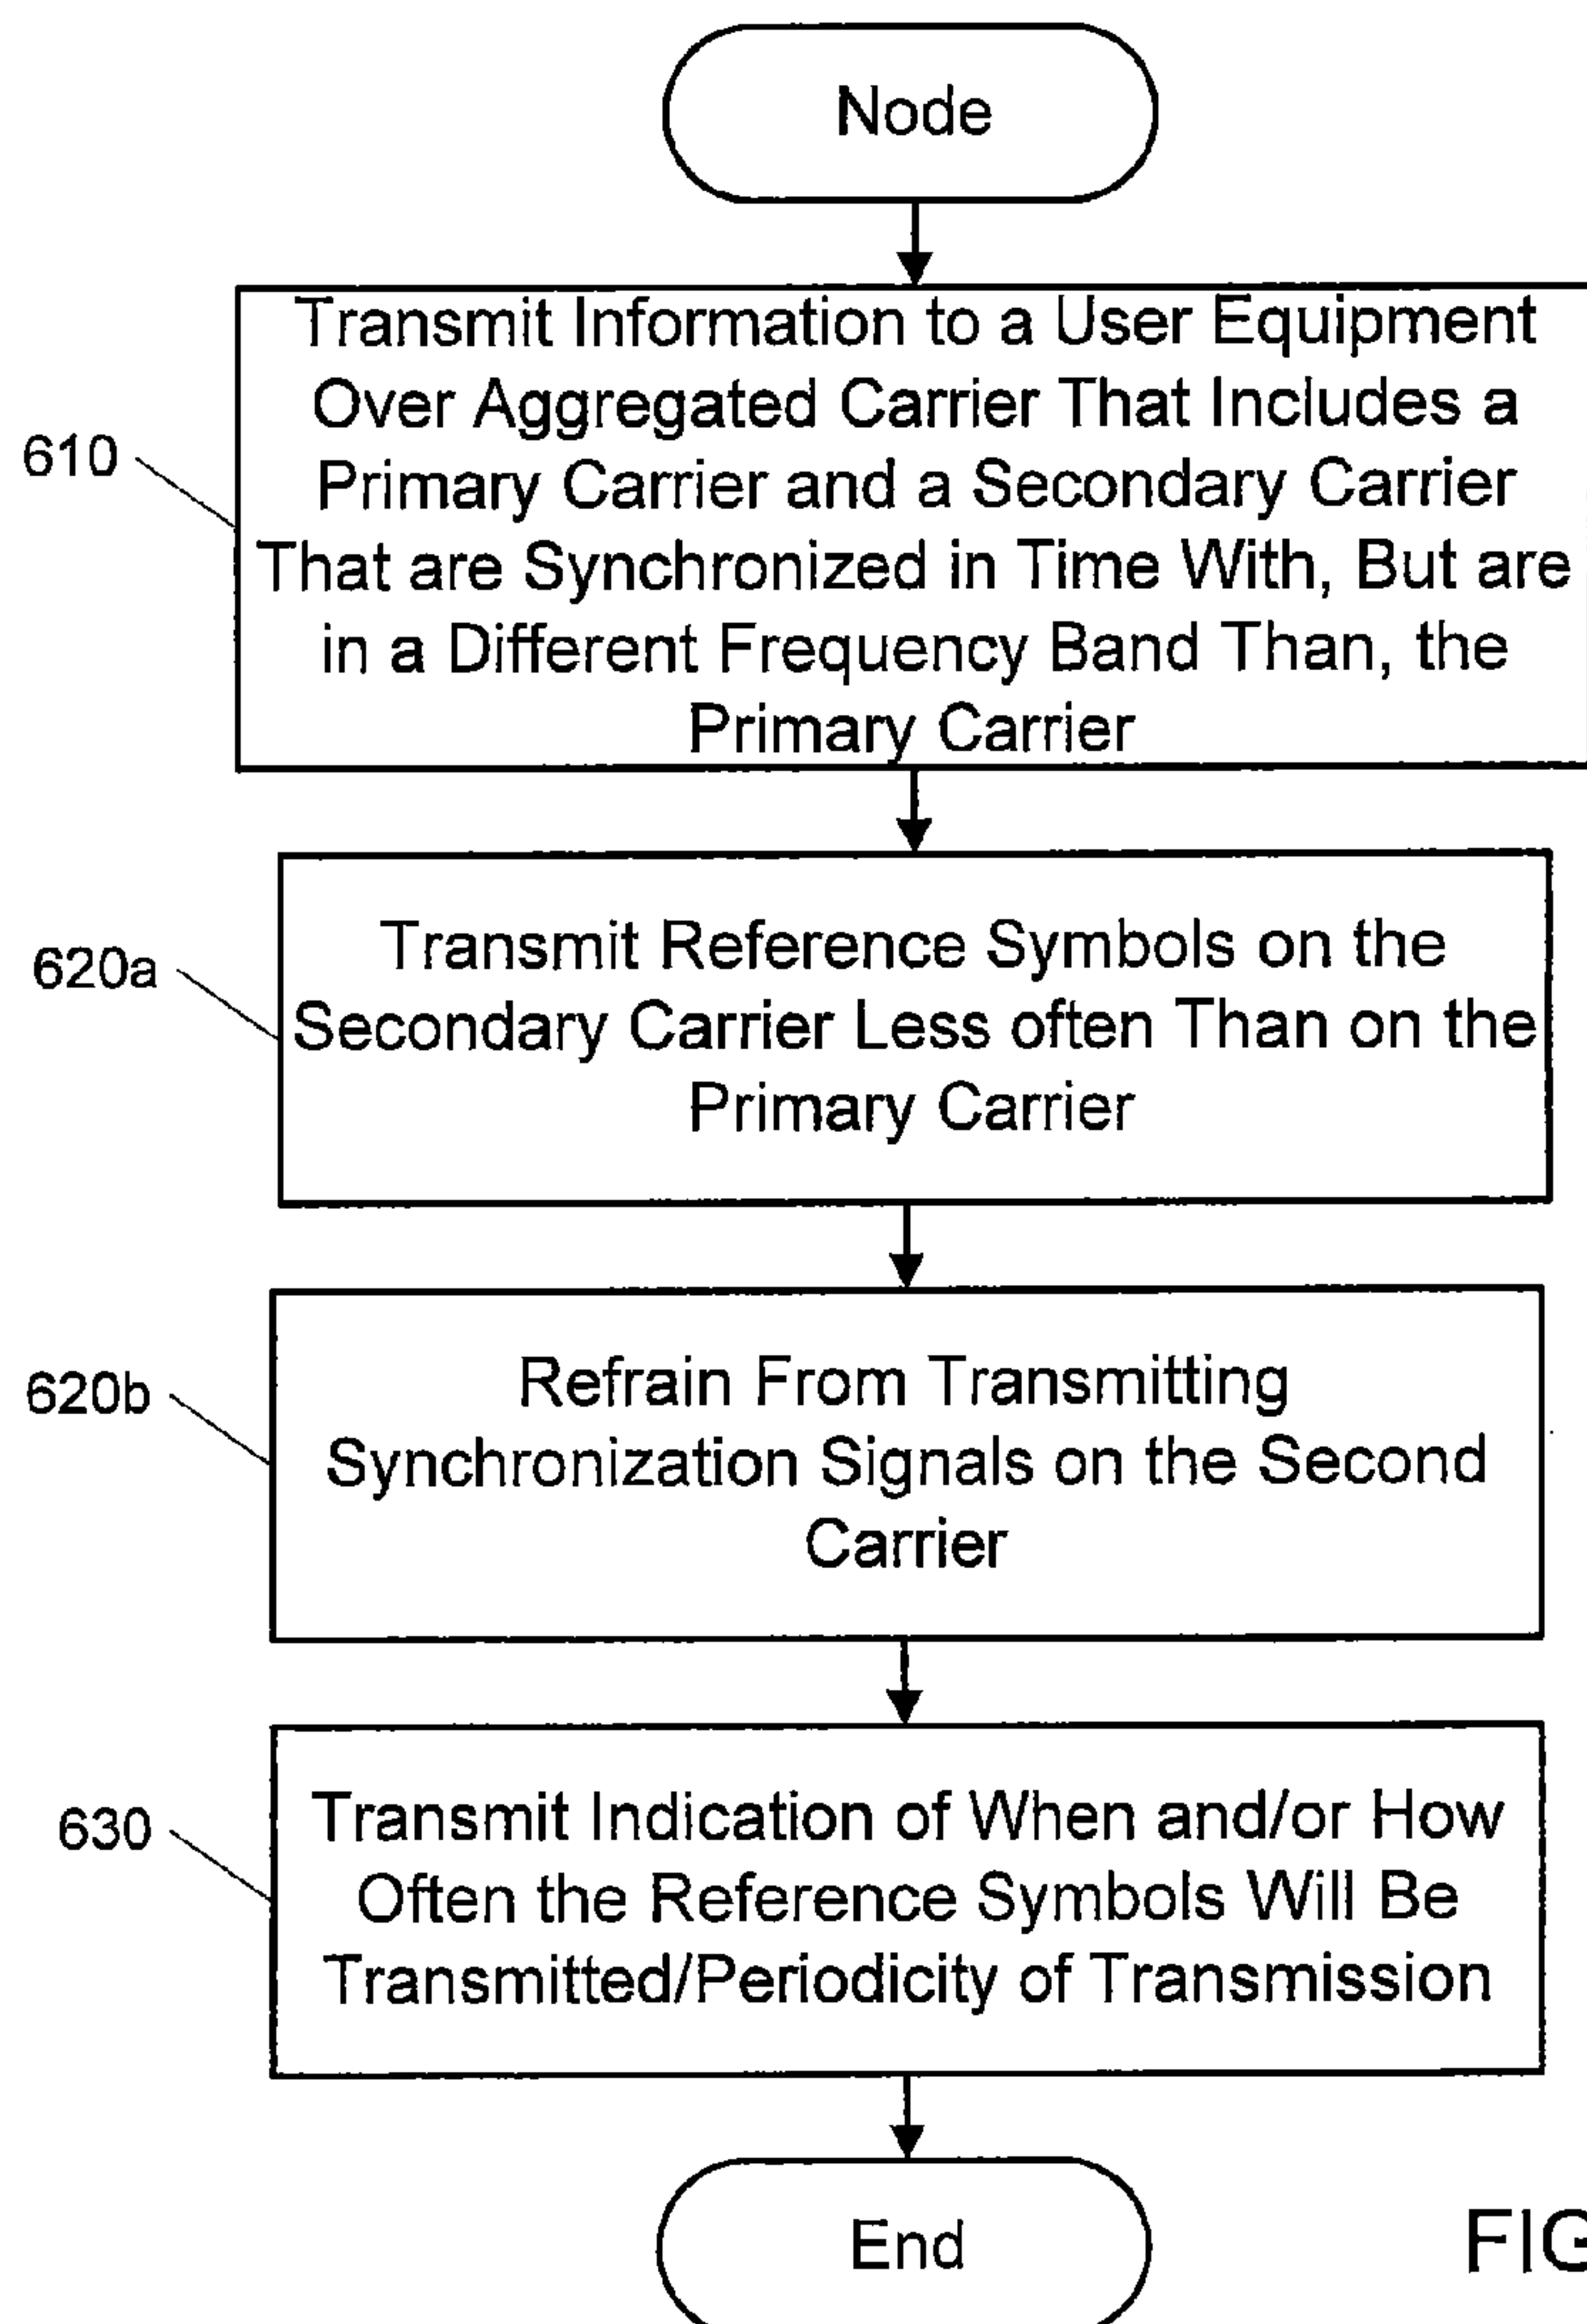 Node
Transmit Information to a User Equipment
Over Aggregated Carrier That Includes a
610
Primary Carrier and a Secondary Carrier
That are Synchronized in Time With, But are
in a Different Frequency Band Than, the
Primary Carrier
Transmit Reference Symbols on the
620a
Secondary Carrier Less often Than on the
Primary Carrier
Refrain From Transmitting
620b
Synchronization Signals on the Second
Carrier
Transmit Indication of When and/or How
630
Often the Reference Symbols Will Be
Transmitted/Periodicity of Transmission
End